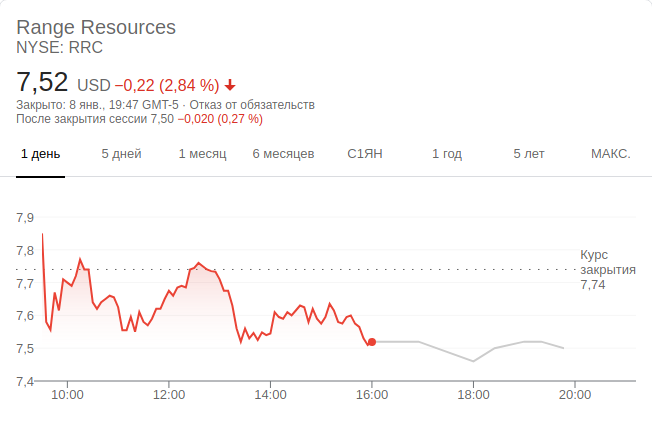 Range Resources
NYSE: RRC
7,52 USD −0,22 (2,84 %)
Закрыто: 8 янв., 19:47 GMT-5 · Отказ от обязательств
После закрытия сессии 7,50 −0,020 (0,27 %)
1 день 5 дней 1 месяц 6 месяцев С1ЯН 1 год 5 лет МАКС.
7,9
7,8
Курс
закрытия
7,74
7,7
7,6
7,5
7,4
10:00 12:00 14:00 16:00 18:00 20:00